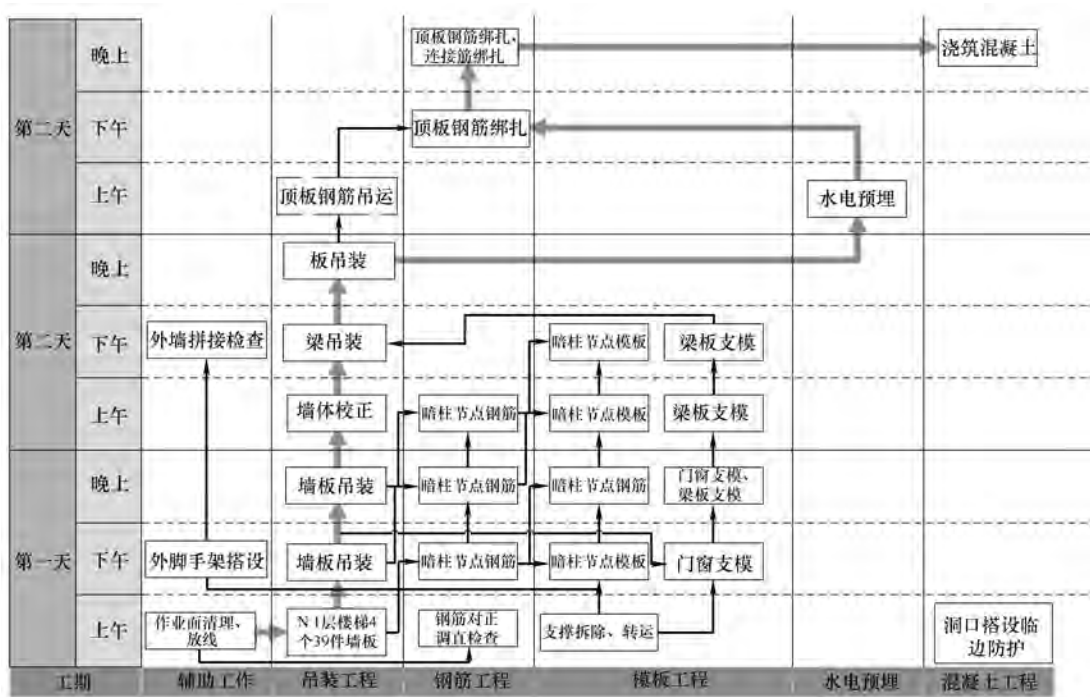 晚上
顶板钢筋绑扎、
连接筋绑扎
浇筑混凝土
第二天
下午
顶板钢筋绑扎
上午
顶板钢筋吊运
水电预埋
晚上
板吊装
第二天
下午
外墙拼接检查
梁吊装
暗柱节点模板
梁板支模
上午
墙体校正
暗柱节点钢筋
暗柱节点模板
梁板支模
晚上
墙板吊装
暗柱节点钢筋
暗柱节点钢筋
门窗支模、
梁板支模
第一天
下午
外脚手架搭设
墙板吊装
暗柱节点钢筋
暗柱节点模板
门窗支模
上午
作业面清理、
放线
N-1层楼梯4
个39件墙板
钢筋对正
调直检查
支撑拆除、转运
洞口搭设临
边防护
工期
辅助工作
吊装工程
钢筋工程
模板工程
水电预埋
混凝土工程